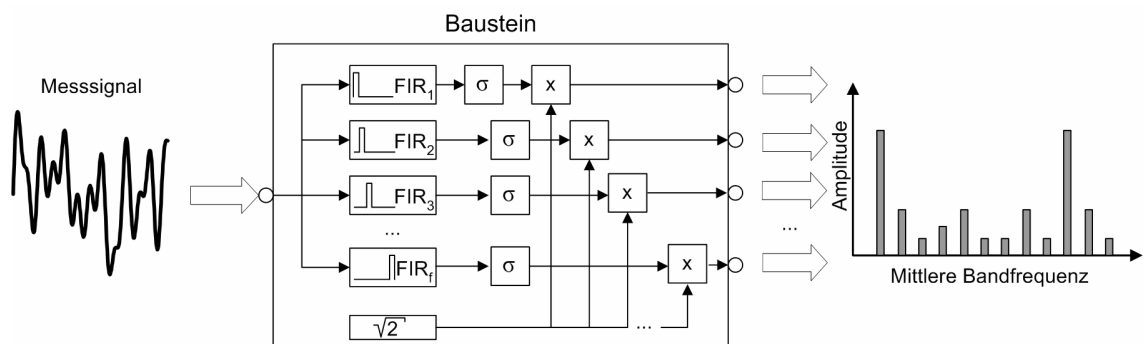 Baustein
Messsignal
FIR1 σ x
FIR2 σ x
FIR3 σ x
...
FIRf σ x
√2 ...
...
Amplitude
Mittlere Bandfrequenz